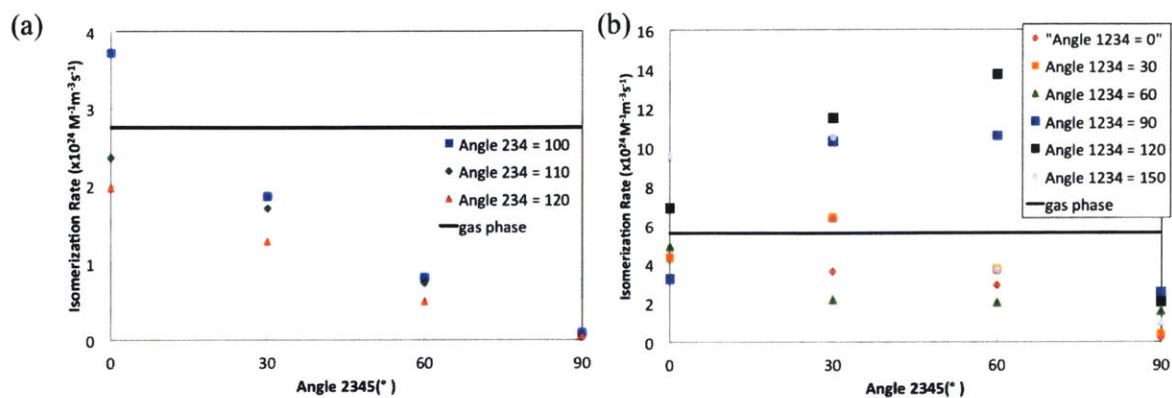 (a)
4
3
2
1
0
Isomerization Rate (x10²⁴ M⁻¹m⁻³s⁻¹)
Angle 234 = 100
Angle 234 = 110
Angle 234 = 120
gas phase
0 30 60 90
Angle 2345(°)
(b)
16
14
12
10
8
6
4
2
0
Isomerization Rate (x10²⁴ M⁻¹m⁻³s⁻¹)
"Angle 1234 = 0"
Angle 1234 = 30
Angle 1234 = 60
Angle 1234 = 90
Angle 1234 = 120
Angle 1234 = 150
gas phase
0 30 60 90
Angle 2345(°)